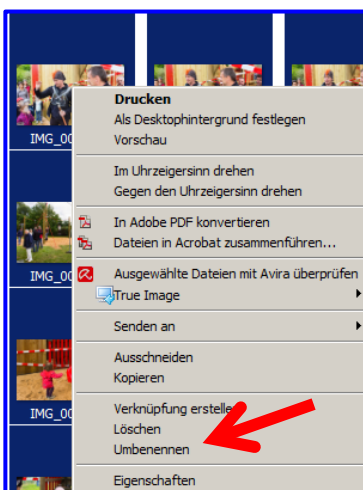 Drucken
Als Desktophintergrund festlegen
Vorschau
IMG_00
Im Uhrzeigersinn drehen
Gegen den Uhrzeigersinn drehen
In Adobe PDF konvertieren
Dateien in Acrobat zusammenführen...
IMG_00
Ausgewählte Dateien mit Avira überprüfen
True Image
Senden an
Ausschneiden
Kopieren
IMG_00
Verknüpfung erstelle
Löschen
Umbenennen
Eigenschaften